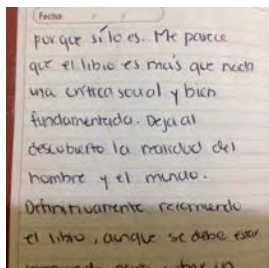 Fecha:
porque sí lo es. Me parece
que el libro es más que nada
una crítica social y bien
fundamentada. Deja al
descubierto la realidad del
hombre y el mundo.
Definitivamente recomiendo
el libro, aunque se debe estar